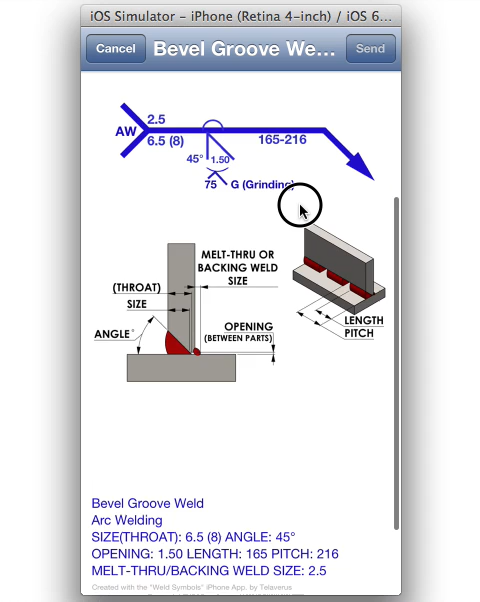 iOS Simulator – iPhone (Retina 4-inch) / iOS 6...
Cancel
Bevel Groove We...
Send
2.5
AW
6.5 (8)
165-216
45°
1.50
75
G (Grinding)
MELT-THRU OR
BACKING WELD
SIZE
(THROAT)
SIZE
ANGLE°
OPENING
(BETWEEN PARTS)
LENGTH
PITCH
Bevel Groove Weld
Arc Welding
SIZE(THROAT): 6.5 (8) ANGLE: 45°
OPENING: 1.50 LENGTH: 165 PITCH: 216
MELT-THRU/BACKING WELD SIZE: 2.5
Created with the "Weld Symbols" iPhone App. by Telaverus